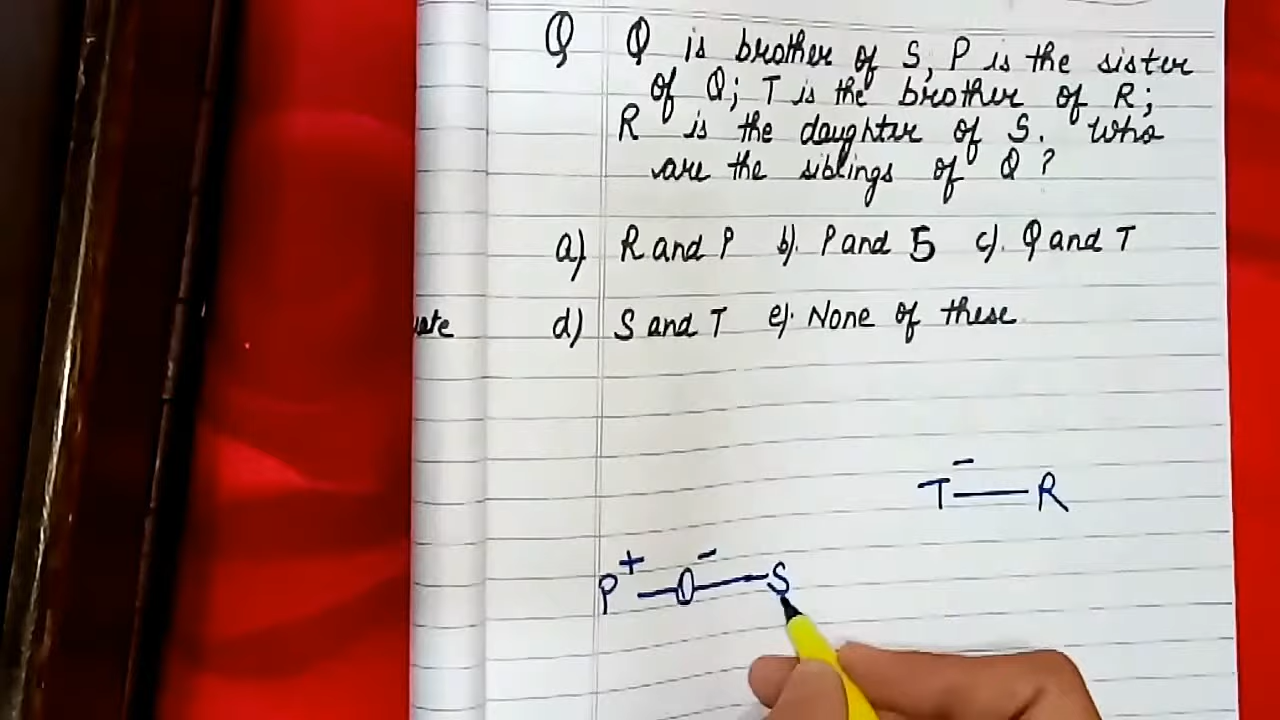 Q Q is brother of S, P is the sister
of Q; T is the brother of R;
R is the daughter of S. Who
are the siblings of Q?
a). R and P b). P and 5 c). Q and T
d) S and T e). None of these
T⁻ — R
P⁺ — Q⁻ — S